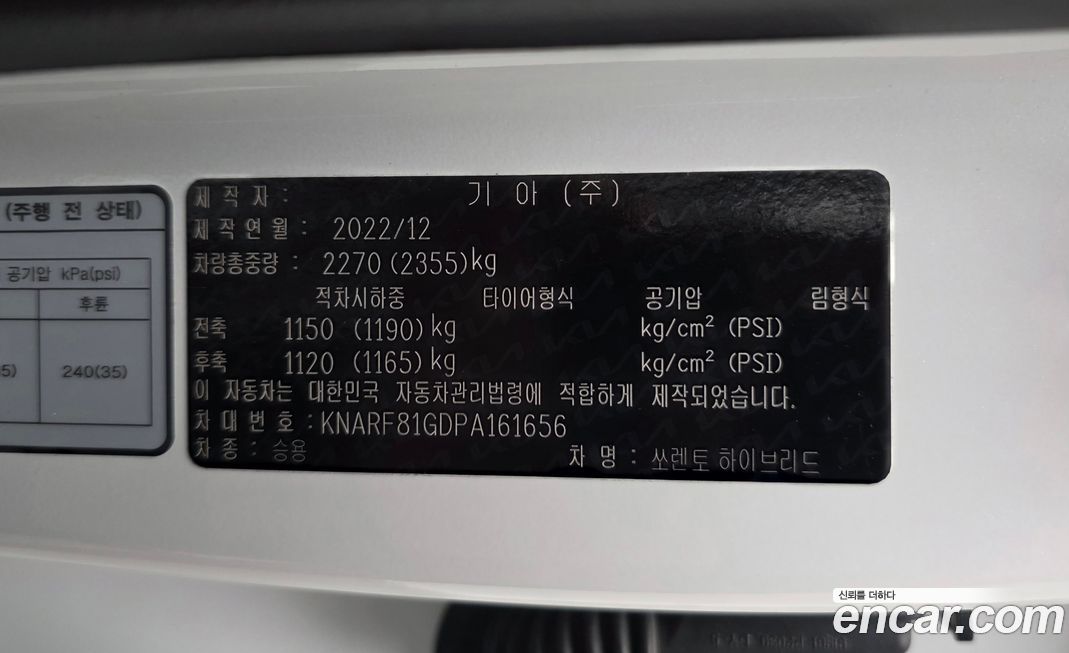 (주행 전 상태)
공기압 kPa(psi)
후륜
5)
240(35)
제 작 자 : 기 아 (주)
제 작 연 월 : 2022/12
차량총중량 : 2270 (2355)kg
적차시하중 타이어형식 공기압 림형식
전축 1150 (1190) kg kg/cm² (PSI)
후축 1120 (1165) kg kg/cm² (PSI)
이 자동차는 대한민국 자동차관리법령에 적합하게 제작되었습니다.
차 대 번 호 : KNARF81GDPA161656
차 종 : 승용 차 명 : 쏘렌토 하이브리드
신뢰를 더하다
encar.com